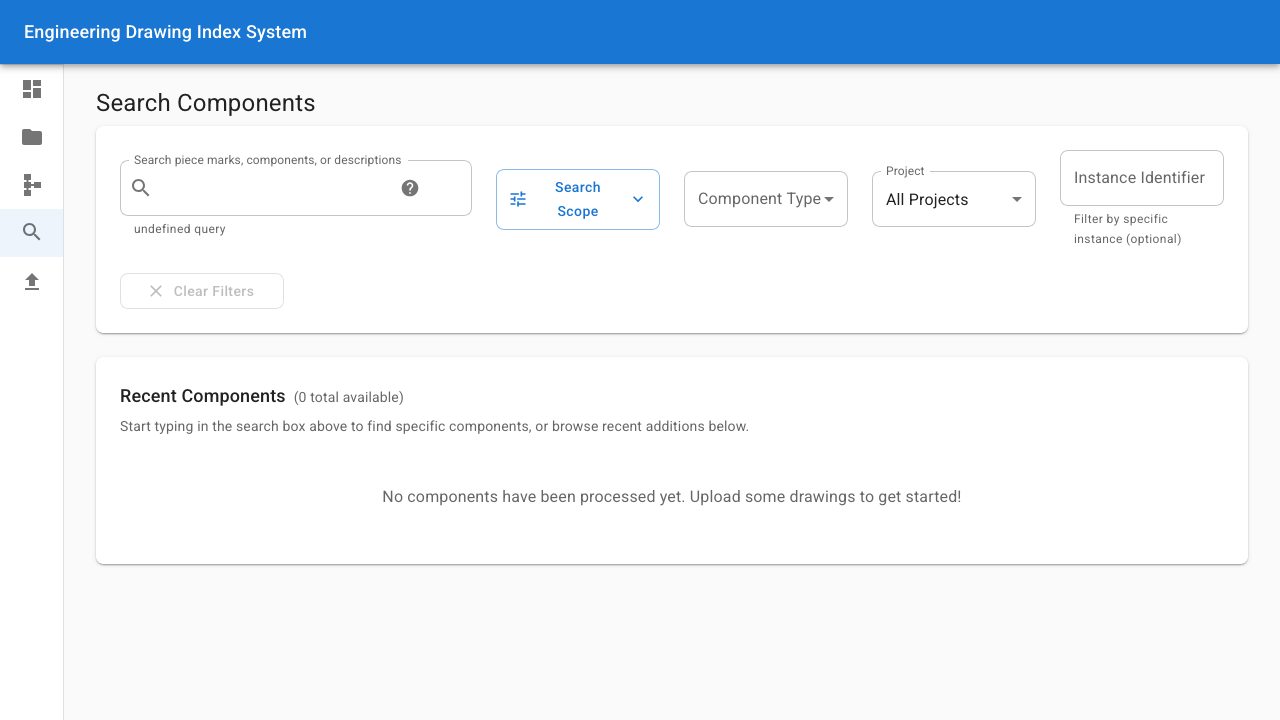 Engineering Drawing Index System
Search Components
Search piece marks, components, or descriptions
undefined query
Search
Scope
Component Type
Project
All Projects
Instance Identifier
Filter by specific
instance (optional)
Clear Filters
Recent Components (0 total available)
Start typing in the search box above to find specific components, or browse recent additions below.
No components have been processed yet. Upload some drawings to get started!